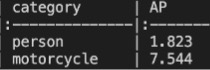 | category | AP
|:---------------|:------
| person | 1.823
| motorcycle | 7.544